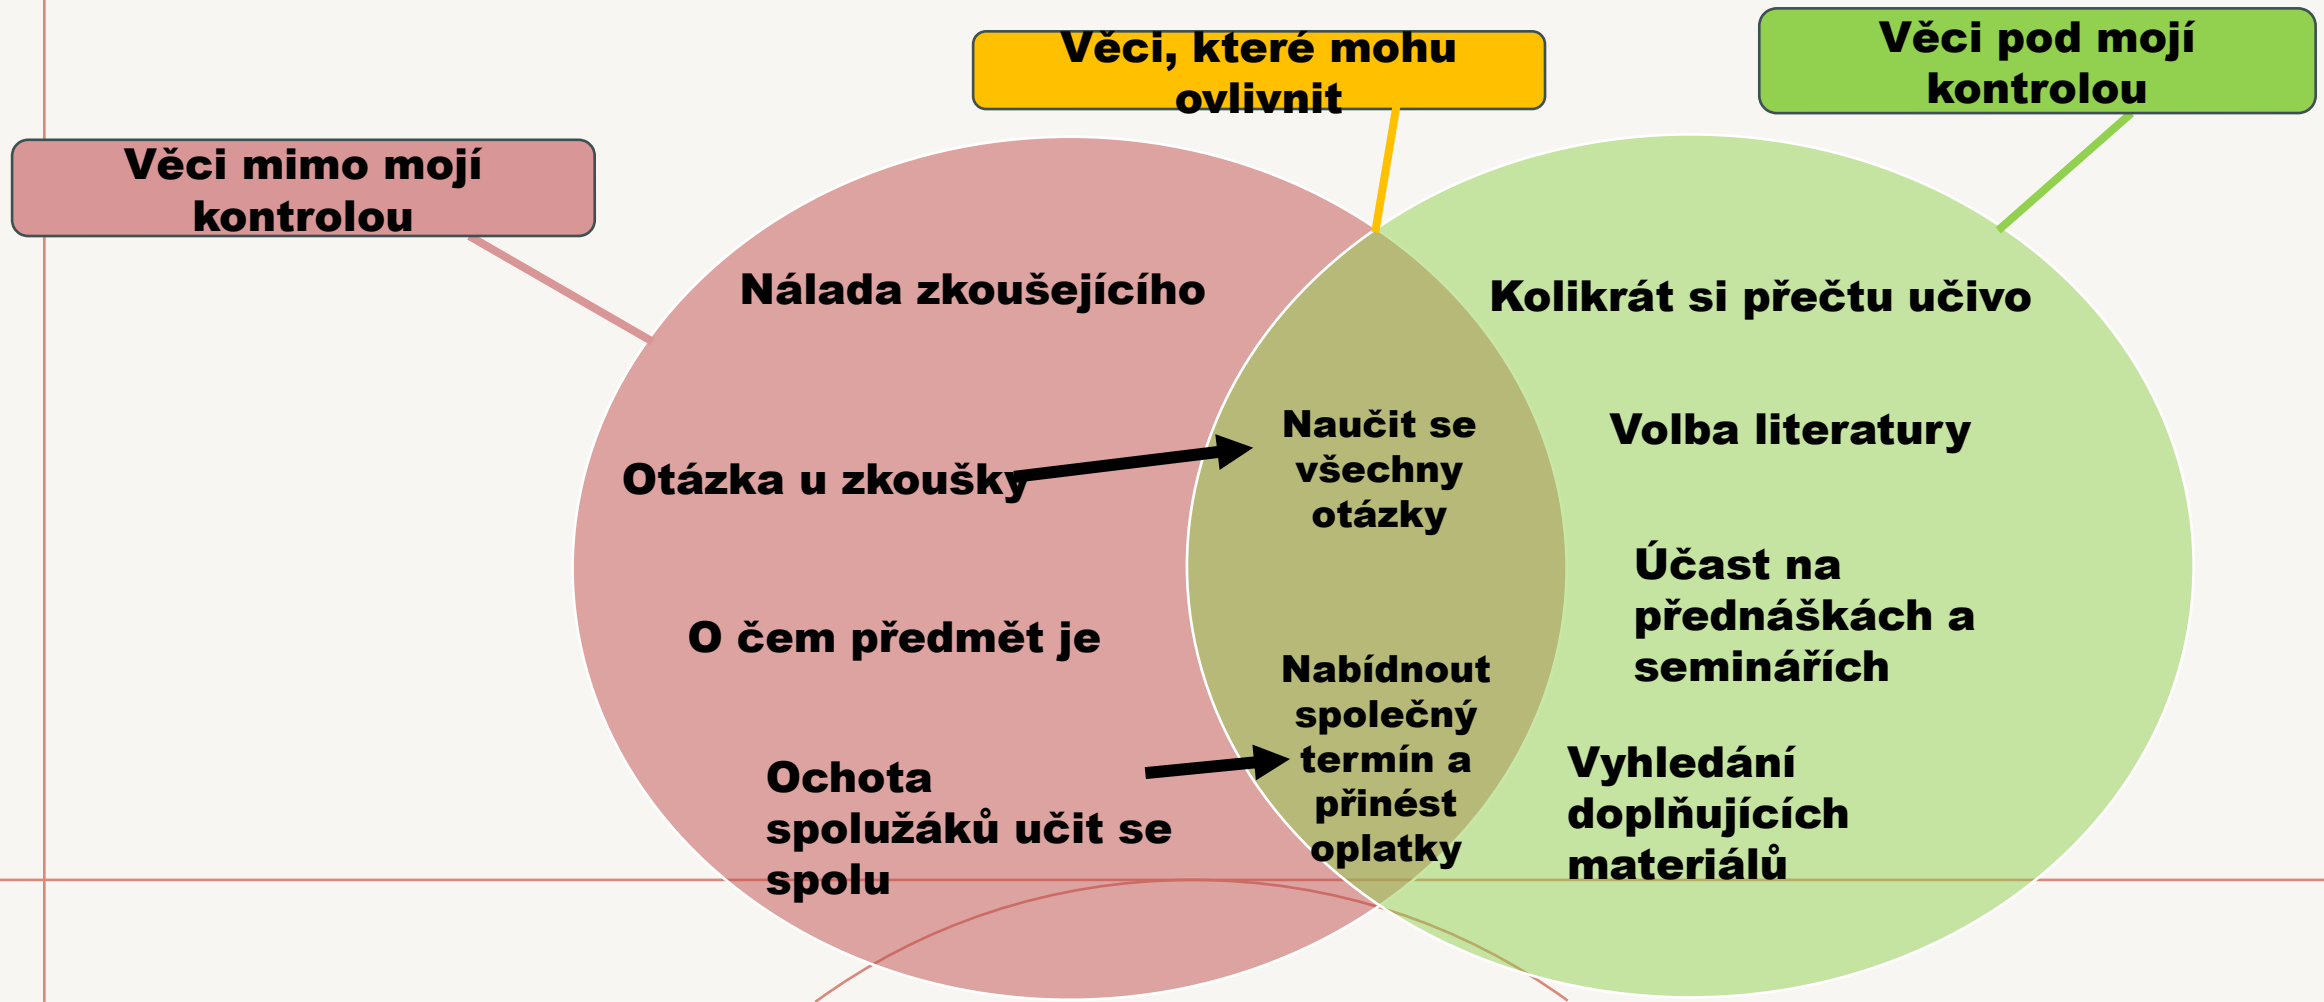 Věci, které mohu
ovlivnit
Věci pod mojí
kontrolou
Věci mimo mojí
kontrolou
Nálada zkoušejícího
Otázka u zkoušky
O čem předmět je
Ochota
spolužáků učit se
spolu
Naučit se
všechny
otázky
Nabídnout
společný
termín a
přinést
oplatky
Kolikrát si přečtu učivo
Volba literatury
Účast na
přednáškách a
seminářích
Vyhledání
doplňujících
materiálů